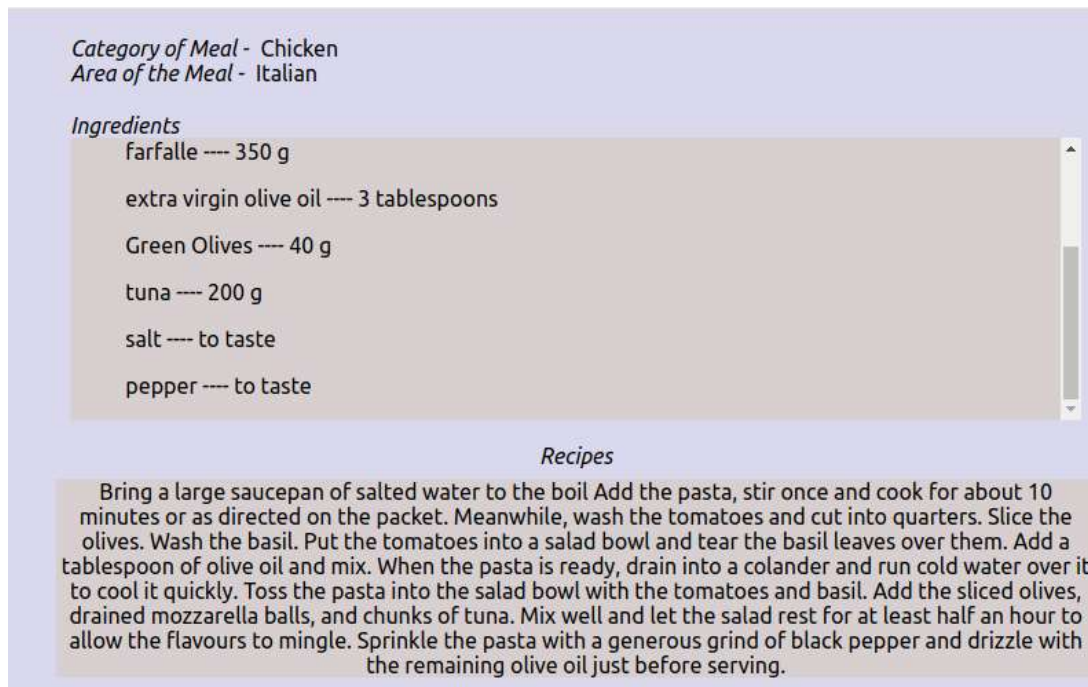 Category of Meal - Chicken
Area of the Meal - Italian
Ingredients
farfalle ---- 350 g
extra virgin olive oil ---- 3 tablespoons
Green Olives ---- 40 g
tuna ---- 200 g
salt ---- to taste
pepper ---- to taste
Recipes
Bring a large saucepan of salted water to the boil Add the pasta, stir once and cook for about 10
minutes or as directed on the packet. Meanwhile, wash the tomatoes and cut into quarters. Slice the
olives. Wash the basil. Put the tomatoes into a salad bowl and tear the basil leaves over them. Add a
tablespoon of olive oil and mix. When the pasta is ready, drain into a colander and run cold water over it
to cool it quickly. Toss the pasta into the salad bowl with the tomatoes and basil. Add the sliced olives,
drained mozzarella balls, and chunks of tuna. Mix well and let the salad rest for at least half an hour to
allow the flavours to mingle. Sprinkle the pasta with a generous grind of black pepper and drizzle with
the remaining olive oil just before serving.